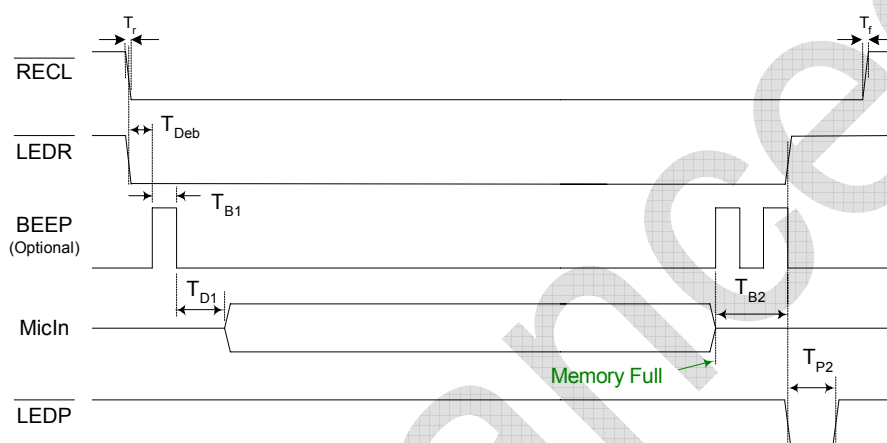 Tr
Tf
RECL
TDeb
LEDR
TB1
BEEP
(Optional)
TD1
TB2
MicIn
Memory Full
TP2
LEDP